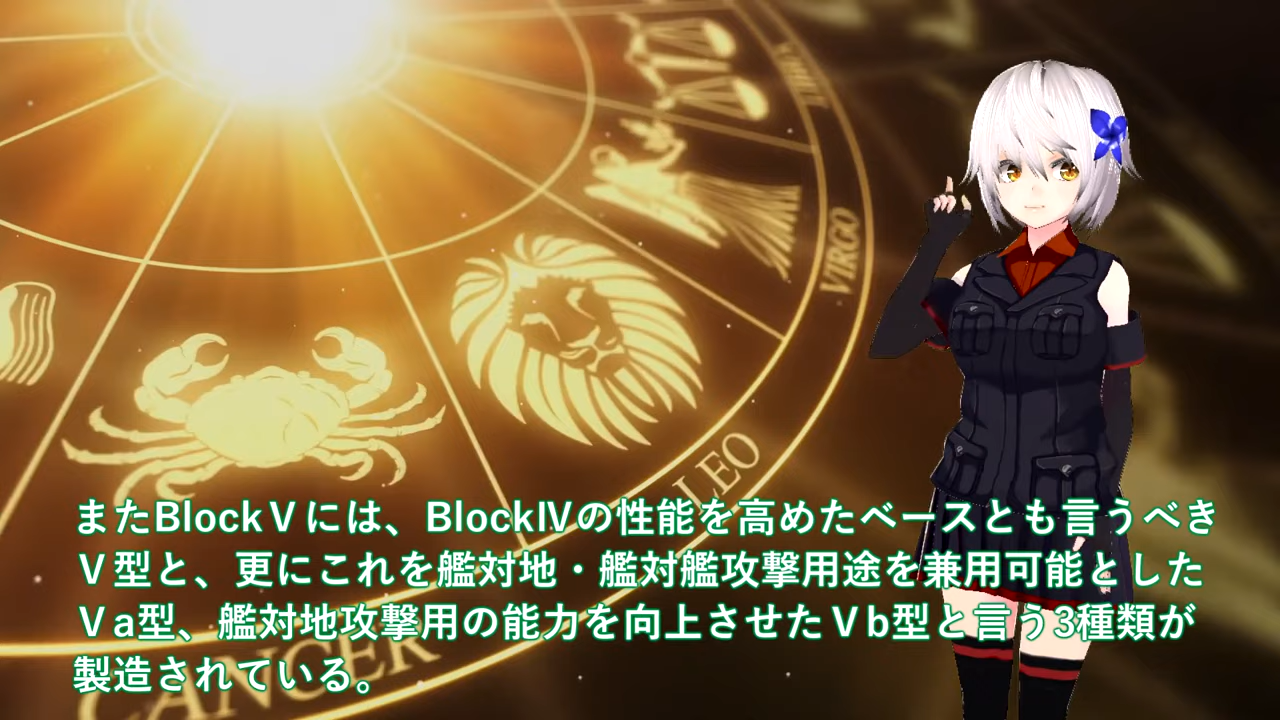 VIRGO
LEO
CANCER
またBlockⅤには、BlockⅣの性能を高めたベースとも言うべき
Ⅴ型と、更にこれを艦対地・艦対艦攻撃用途を兼用可能とした
Ⅴa型、艦対地攻撃用の能力を向上させたⅤb型と言う3種類が
製造されている。